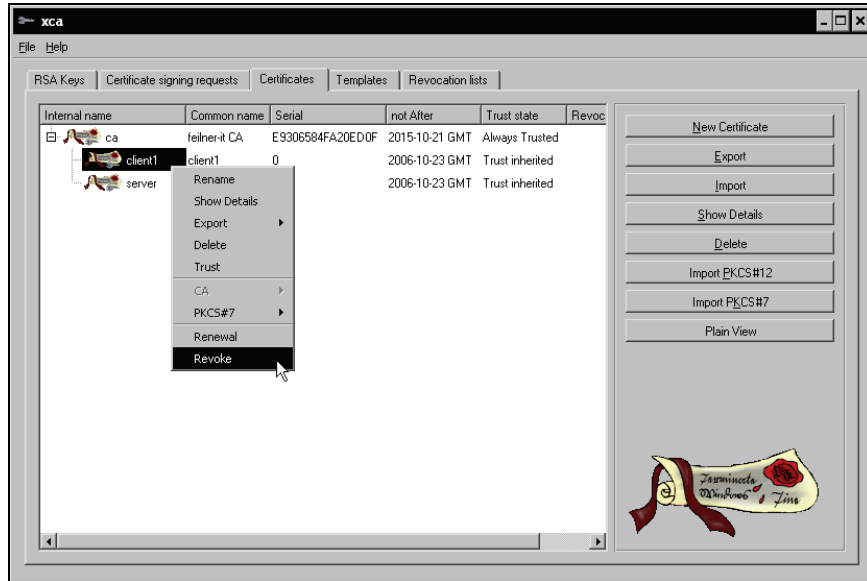 xca
File Help
RSA Keys Certificate signing requests Certificates Templates Revocation lists
Internal name Common name Serial not After Trust state Revoc
ca feilner-it CA E9306584FA20ED0F 2015-10-21 GMT Always Trusted
client1 client1 0 2006-10-23 GMT Trust inherited
server 2006-10-23 GMT Trust inherited
Rename
Show Details
Export
Delete
Trust
CA
PKCS#7
Renewal
Revoke
New Certificate
Export
Import
Show Details
Delete
Import PKCS#12
Import PKCS#7
Plain View